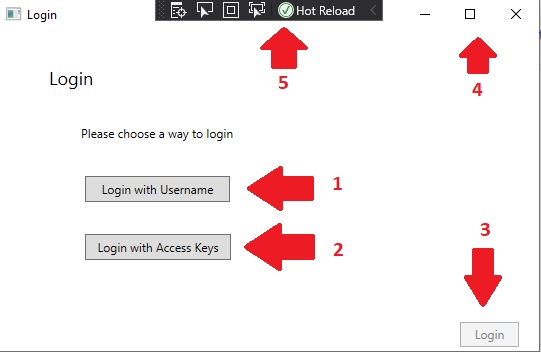 Login
Hot Reload
5
4
Login
Please choose a way to login
Login with Username
1
Login with Access Keys
2
3
Login